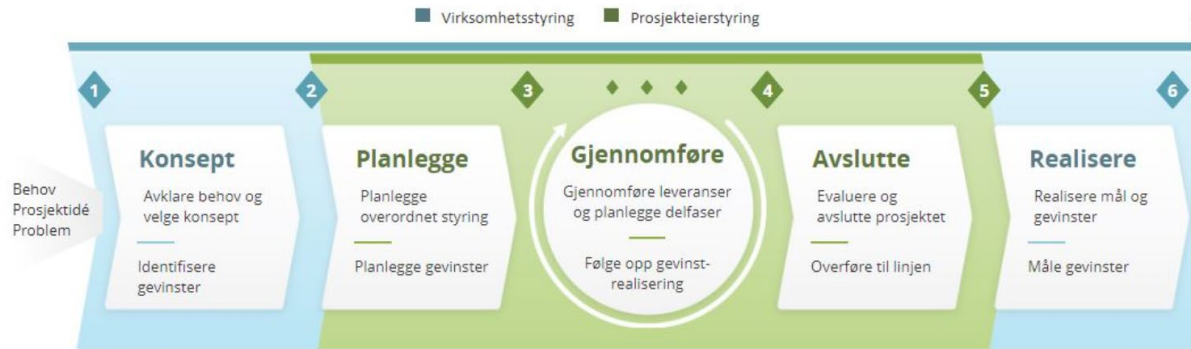 Virksomhetsstyring
Prosjekteierstyring
1
2
3
4
5
6
Behov
Prosjektidé
Problem
Konsept
Avklare behov og
velge konsept
Identifisere
gevinster
Planlegge
Planlegge
overordnet styring
Planlegge gevinster
Gjennomføre
Gjennomføre leveranser
og planlegge delfaser
Følge opp gevinst-
realisering
Avslutte
Evaluere og
avslutte prosjektet
Overføre til linjen
Realisere
Realisere mål og
gevinster
Måle gevinster